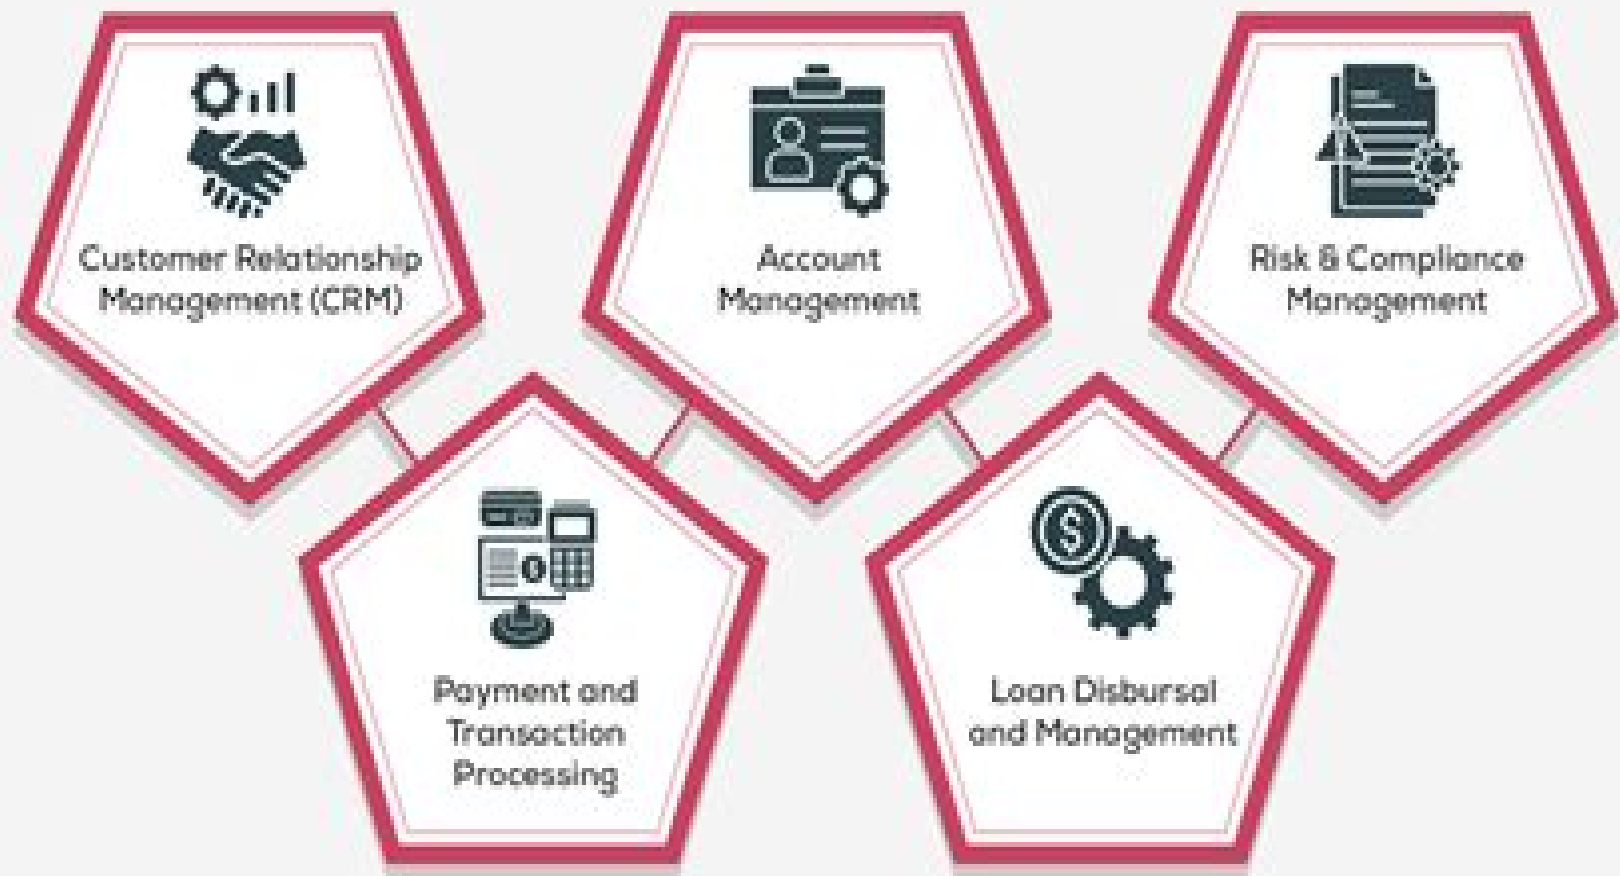 Customer Relationship
Management (CRM)
Account
Management
Risk & Compliance
Management
Payment and
Transaction
Processing
Loan Disbursal
and Management